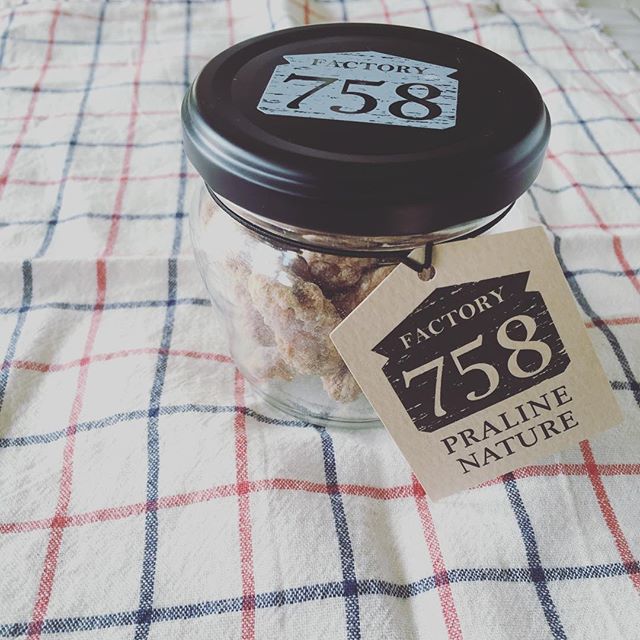 FACTORY
758
FACTORY
758
PRALINE
NATURE